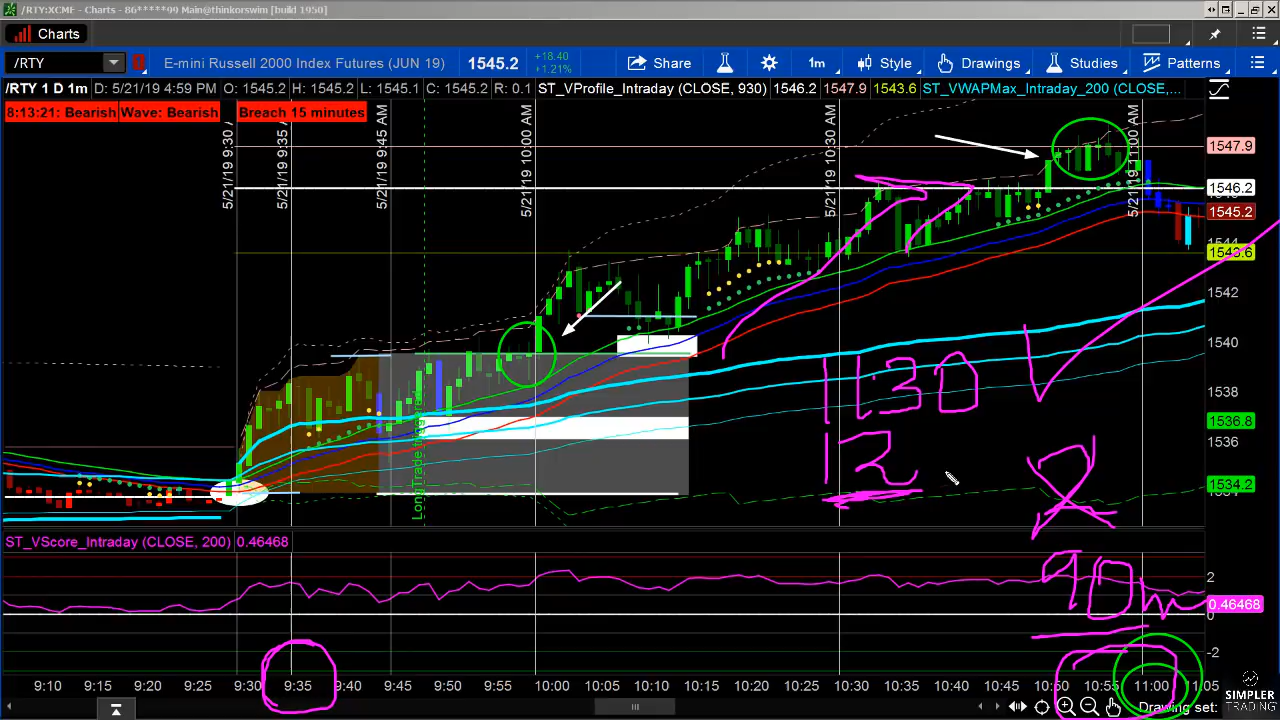 /RTY:XCME - Charts - 86*****99 Main@thinkorswim [build 1950]
Charts
/RTY E-mini Russell 2000 Index Futures (JUN 19) 1545.2 +18.40 +1.21% Share 1m Style Drawings Studies Patterns
/RTY 1 D 1m D: 5/21/19 4:59 PM O: 1545.2 H: 1545.2 L: 1545.1 C: 1545.2 ST_VProfile_Intraday (CLOSE, 930) 1546.2 1547.9 1543.6 ST_VWAPMax_Intraday_200 (CLOSE,...
8:13:21: Bearish Wave: Bearish Breach 15 minutes
5/21/19 9:30
5/21/19 9:35 AM
5/21/19 9:45 AM
5/21/19 10:00 AM
5/21/19 10:30 AM
5/21/19 11:00 AM
1547.9
1546.2
1545.2
1543.6
1542
1540
1538
1536.8
1536
1534.2
11:30
12
2
90m
ST_VScore_Intraday (CLOSE, 200) 0.46468
2
0.46468
0
-2
9:10 9:15 9:20 9:25 9:30 9:35 9:40 9:45 9:50 9:55 10:00 10:05 10:10 10:15 10:20 10:25 10:30 10:35 10:40 10:45 10:50 10:55 11:00 1:05
Drawing set:
SIMPLER
TRADING